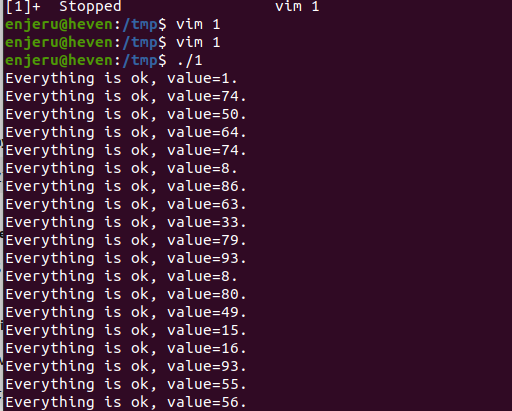 [1]+  Stopped                 vim 1
enjeru@heven:/tmp$ vim 1
enjeru@heven:/tmp$ vim 1
enjeru@heven:/tmp$ ./1
Everything is ok, value=1.
Everything is ok, value=74.
Everything is ok, value=50.
Everything is ok, value=64.
Everything is ok, value=74.
Everything is ok, value=8.
Everything is ok, value=86.
Everything is ok, value=63.
Everything is ok, value=33.
Everything is ok, value=79.
Everything is ok, value=93.
Everything is ok, value=8.
Everything is ok, value=80.
Everything is ok, value=49.
Everything is ok, value=15.
Everything is ok, value=16.
Everything is ok, value=93.
Everything is ok, value=55.
Everything is ok, value=56.